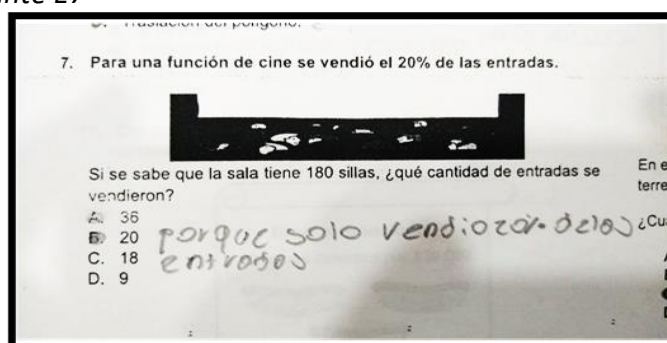 7. Para una función de cine se vendió el 20% de las entradas.
Si se sabe que la sala tiene 180 sillas, ¿qué cantidad de entradas se
vendieron?
A. 36
B. 20 porque solo vendio 20% de las
C. 18 entradas
D. 9
En e
terre
¿Cu